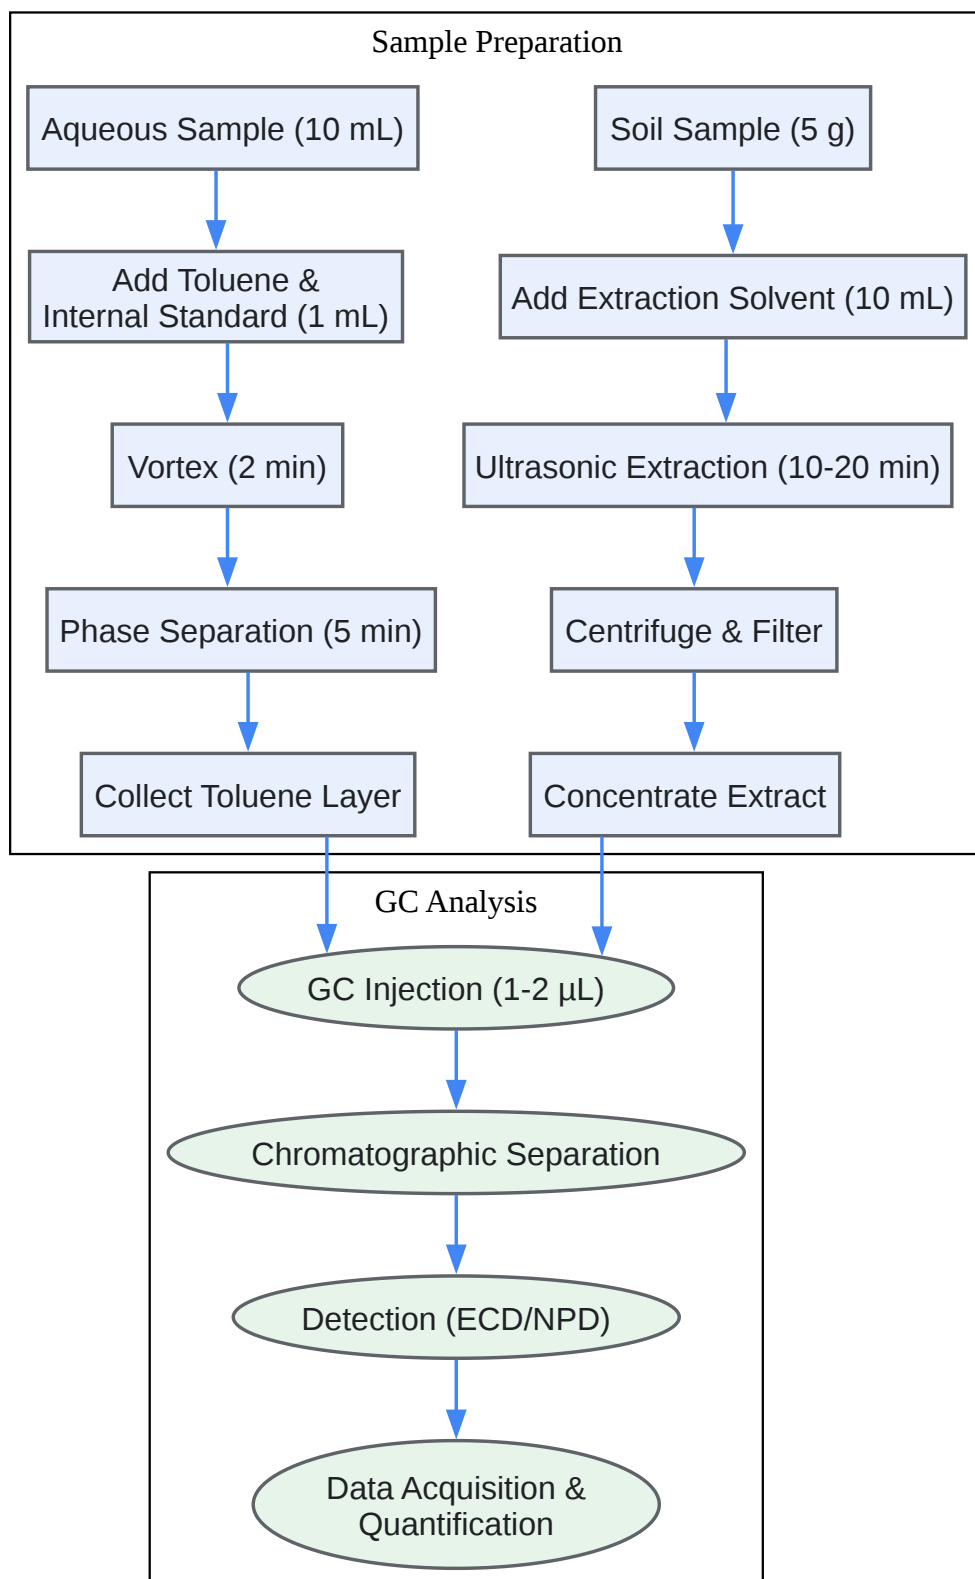 Sample Preparation
Aqueous Sample (10 mL)
Add Toluene &
Internal Standard (1 mL)
Vortex (2 min)
Phase Separation (5 min)
Collect Toluene Layer
Soil Sample (5 g)
Add Extraction Solvent (10 mL)
Ultrasonic Extraction (10-20 min)
Centrifuge & Filter
Concentrate Extract
GC Analysis
GC Injection (1-2 µL)
Chromatographic Separation
Detection (ECD/NPD)
Data Acquisition &
Quantification